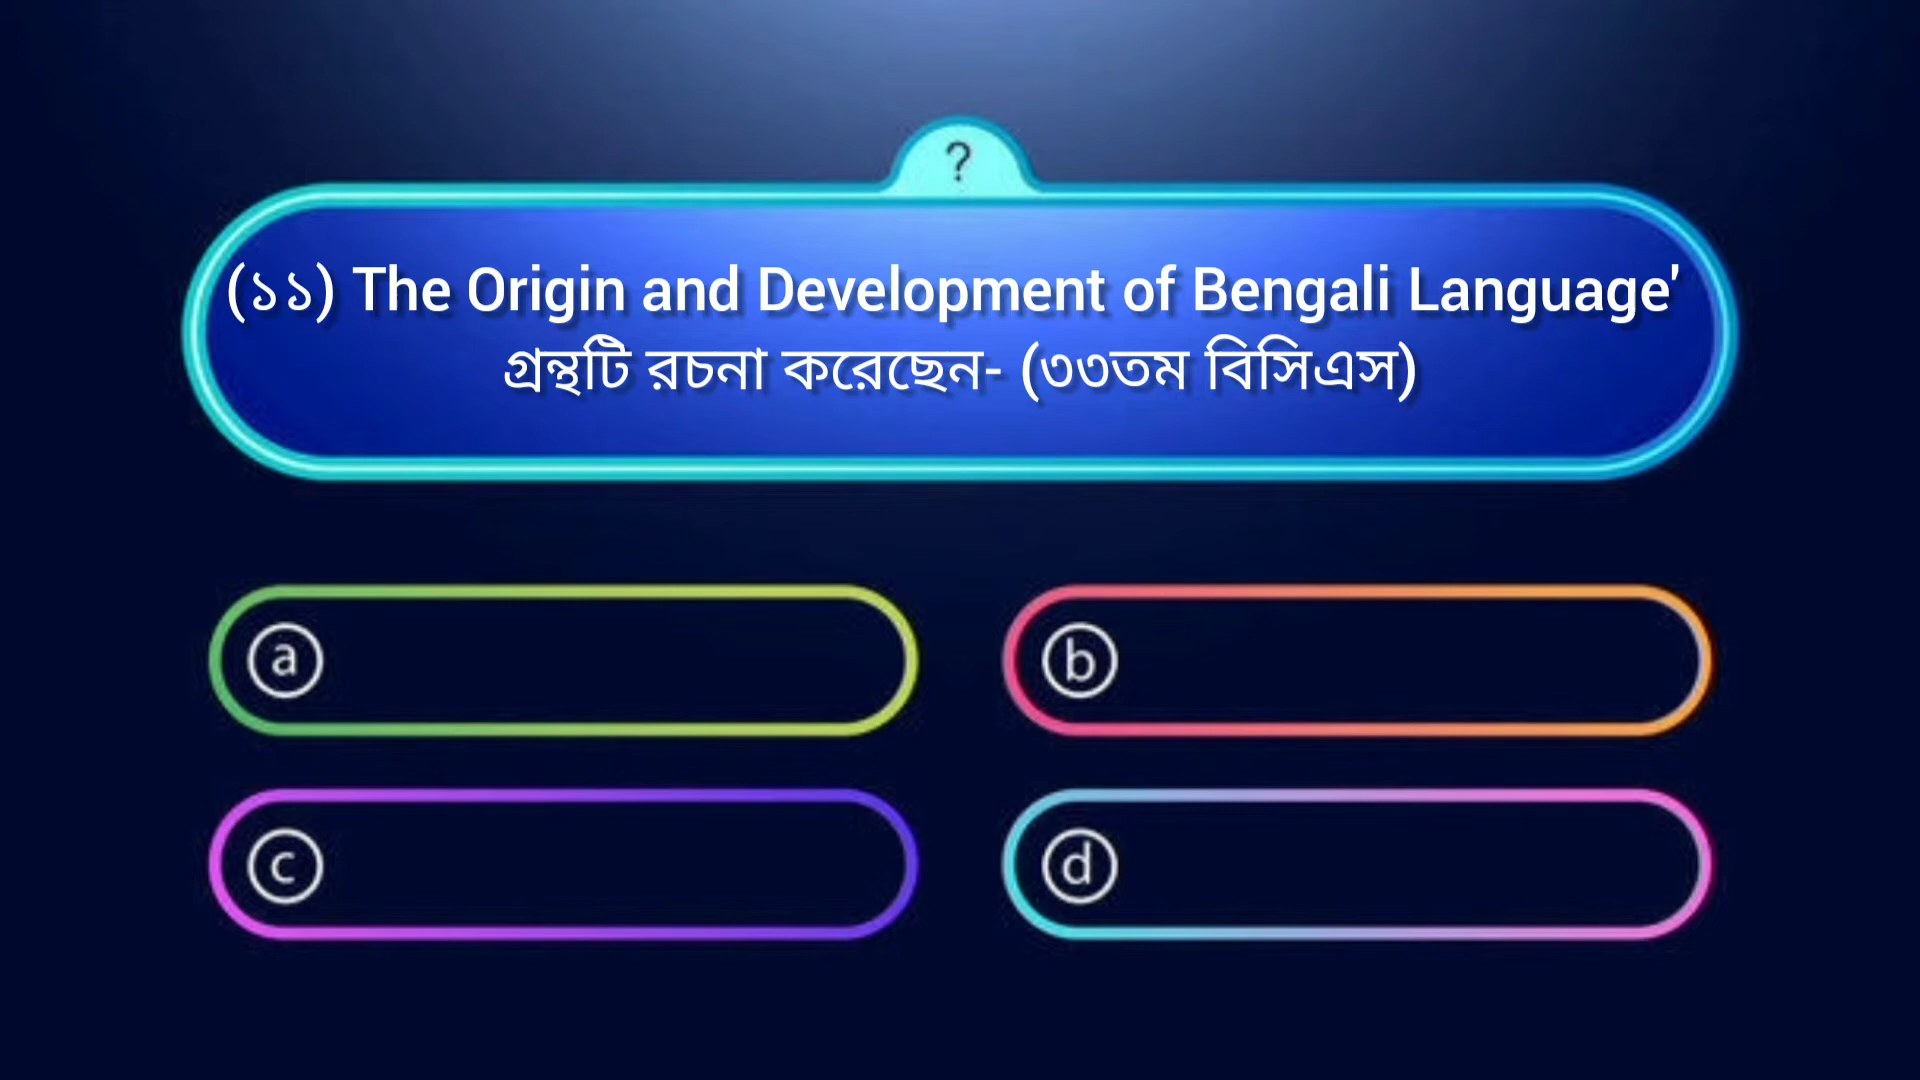 ?
(১১) The Origin and Development of Bengali Language'
গ্রন্থটি রচনা করেছেন- (৩৩তম বিসিএস)
a
b
c
d